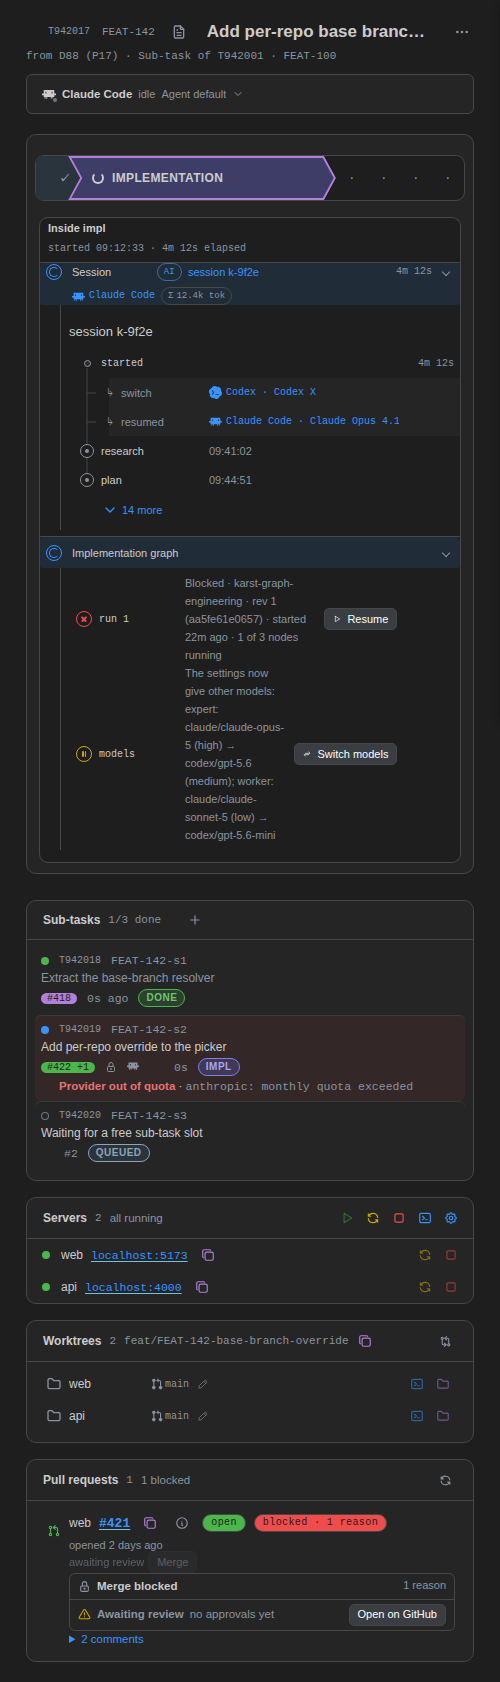 T942017 FEAT-142 Add per-repo base branc…
from D88 (P17) · Sub-task of T942001 · FEAT-100
Claude Code idle Agent default
IMPLEMENTATION
Inside impl
started 09:12:33 · 4m 12s elapsed
Session AI session k-9f2e 4m 12s
Claude Code Σ 12.4k tok
session k-9f2e
started 4m 12s
↳ switch Codex · Codex X
↳ resumed Claude Code · Claude Opus 4.1
research 09:41:02
plan 09:44:51
14 more
Implementation graph
Blocked · karst-graph-
engineering · rev 1
run 1 (aa5fe61e0657) · started Resume
22m ago · 1 of 3 nodes
running
The settings now
give other models:
expert:
claude/claude-opus-
models 5 (high) → Switch models
codex/gpt-5.6
(medium); worker:
claude/claude-
sonnet-5 (low) →
codex/gpt-5.6-mini
Sub-tasks 1/3 done
T942018 FEAT-142-s1
Extract the base-branch resolver
#418 0s ago DONE
T942019 FEAT-142-s2
Add per-repo override to the picker
#422 +1 0s IMPL
Provider out of quota · anthropic: monthly quota exceeded
T942020 FEAT-142-s3
Waiting for a free sub-task slot
#2 QUEUED
Servers 2 all running
web localhost:5173
api localhost:4000
Worktrees 2 feat/FEAT-142-base-branch-override
web main
api main
Pull requests 1 1 blocked
web #421 open blocked · 1 reason
opened 2 days ago
awaiting review Merge
Merge blocked 1 reason
Awaiting review no approvals yet Open on GitHub
2 comments